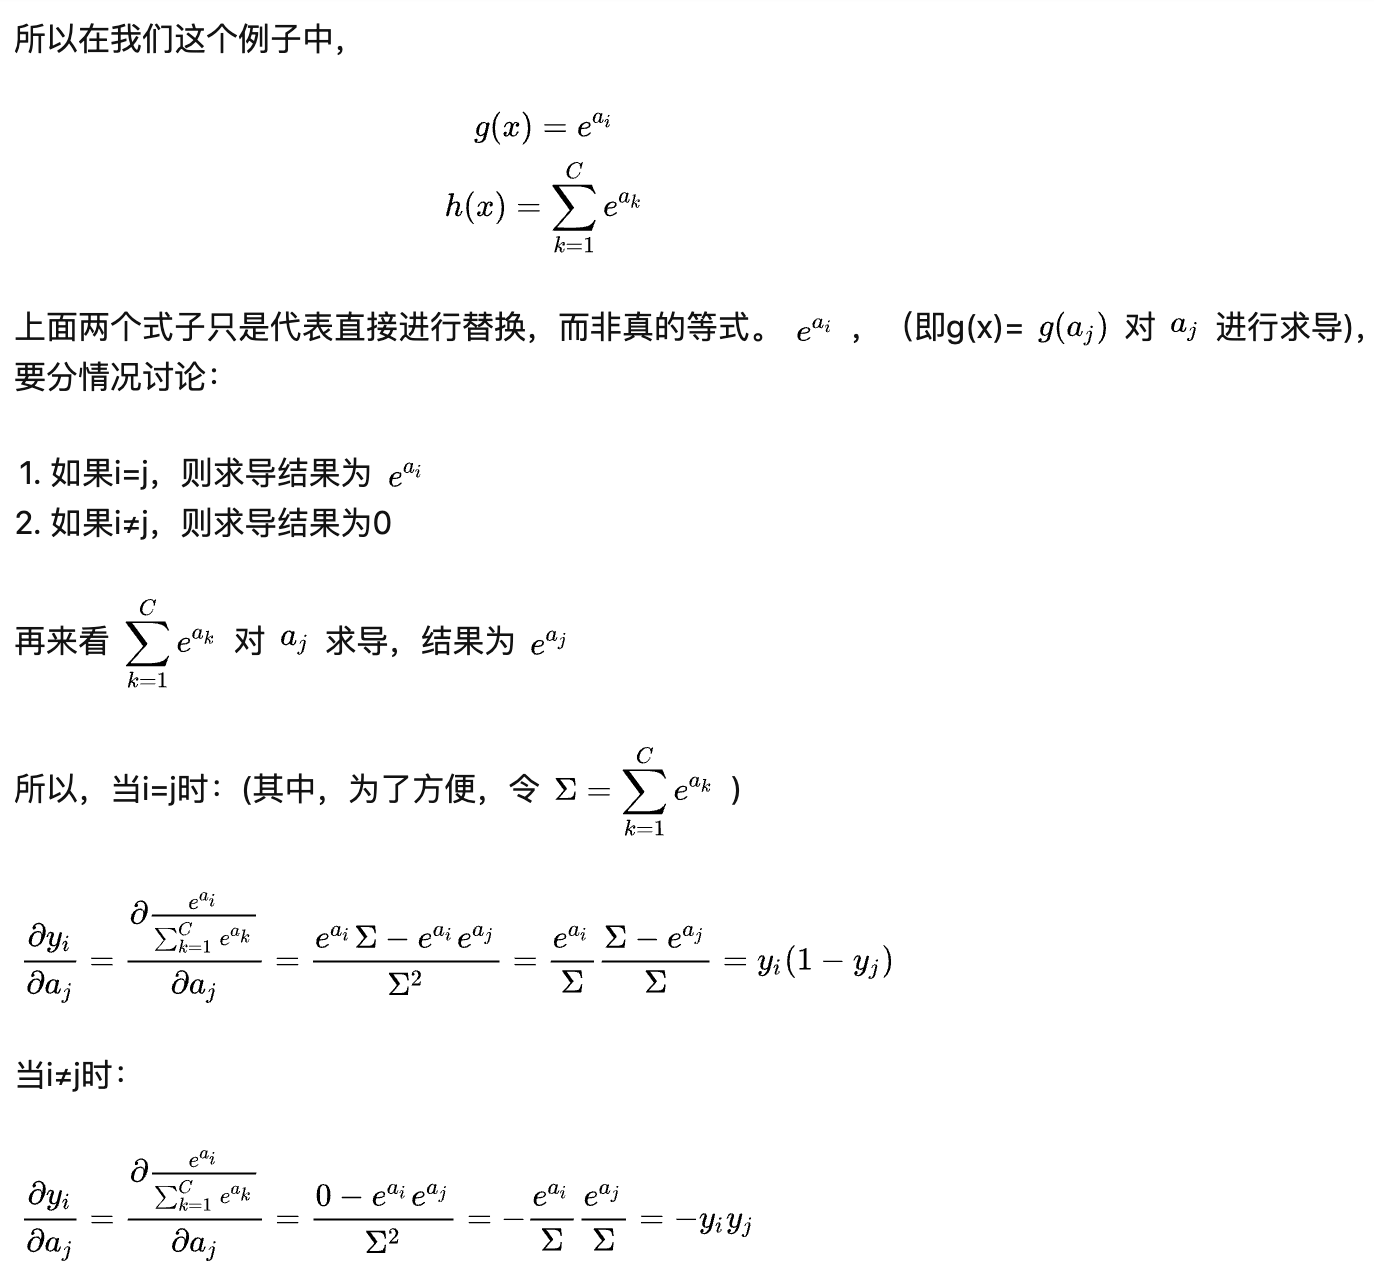 所以在我们这个例子中，
g(x) = e^{a_i}
h(x) = \sum_{k=1}^{C} e^{a_k}
上面两个式子只是代表直接进行替换，而非真的等式。 e^{a_i} ，（即g(x)= g(a_j) 对 a_j 进行求导)，
要分情况讨论：
1. 如果i=j，则求导结果为 e^{a_i}
2. 如果i≠j，则求导结果为0
再来看 \sum_{k=1}^{C} e^{a_k} 对 a_j 求导，结果为 e^{a_j}
所以，当i=j时：(其中，为了方便，令 \Sigma = \sum_{k=1}^{C} e^{a_k} )
\frac{\partial y_i}{\partial a_j} = \frac{\partial \frac{e^{a_i}}{\sum_{k=1}^{C} e^{a_k}}}{\partial a_j} = \frac{e^{a_i} \Sigma - e^{a_i} e^{a_j}}{\Sigma^2} = \frac{e^{a_i}}{\Sigma} \frac{\Sigma - e^{a_j}}{\Sigma} = y_i(1 - y_j)
当i≠j时：
\frac{\partial y_i}{\partial a_j} = \frac{\partial \frac{e^{a_i}}{\sum_{k=1}^{C} e^{a_k}}}{\partial a_j} = \frac{0 - e^{a_i} e^{a_j}}{\Sigma^2} = -\frac{e^{a_i}}{\Sigma} \frac{e^{a_j}}{\Sigma} = -y_i y_j